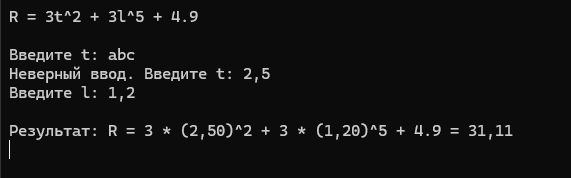 R = 3t^2 + 3l^5 + 4.9
Введите t: abc
Неверный ввод. Введите t: 2,5
Введите l: 1,2
Результат: R = 3 * (2,50)^2 + 3 * (1,20)^5 + 4.9 = 31,11